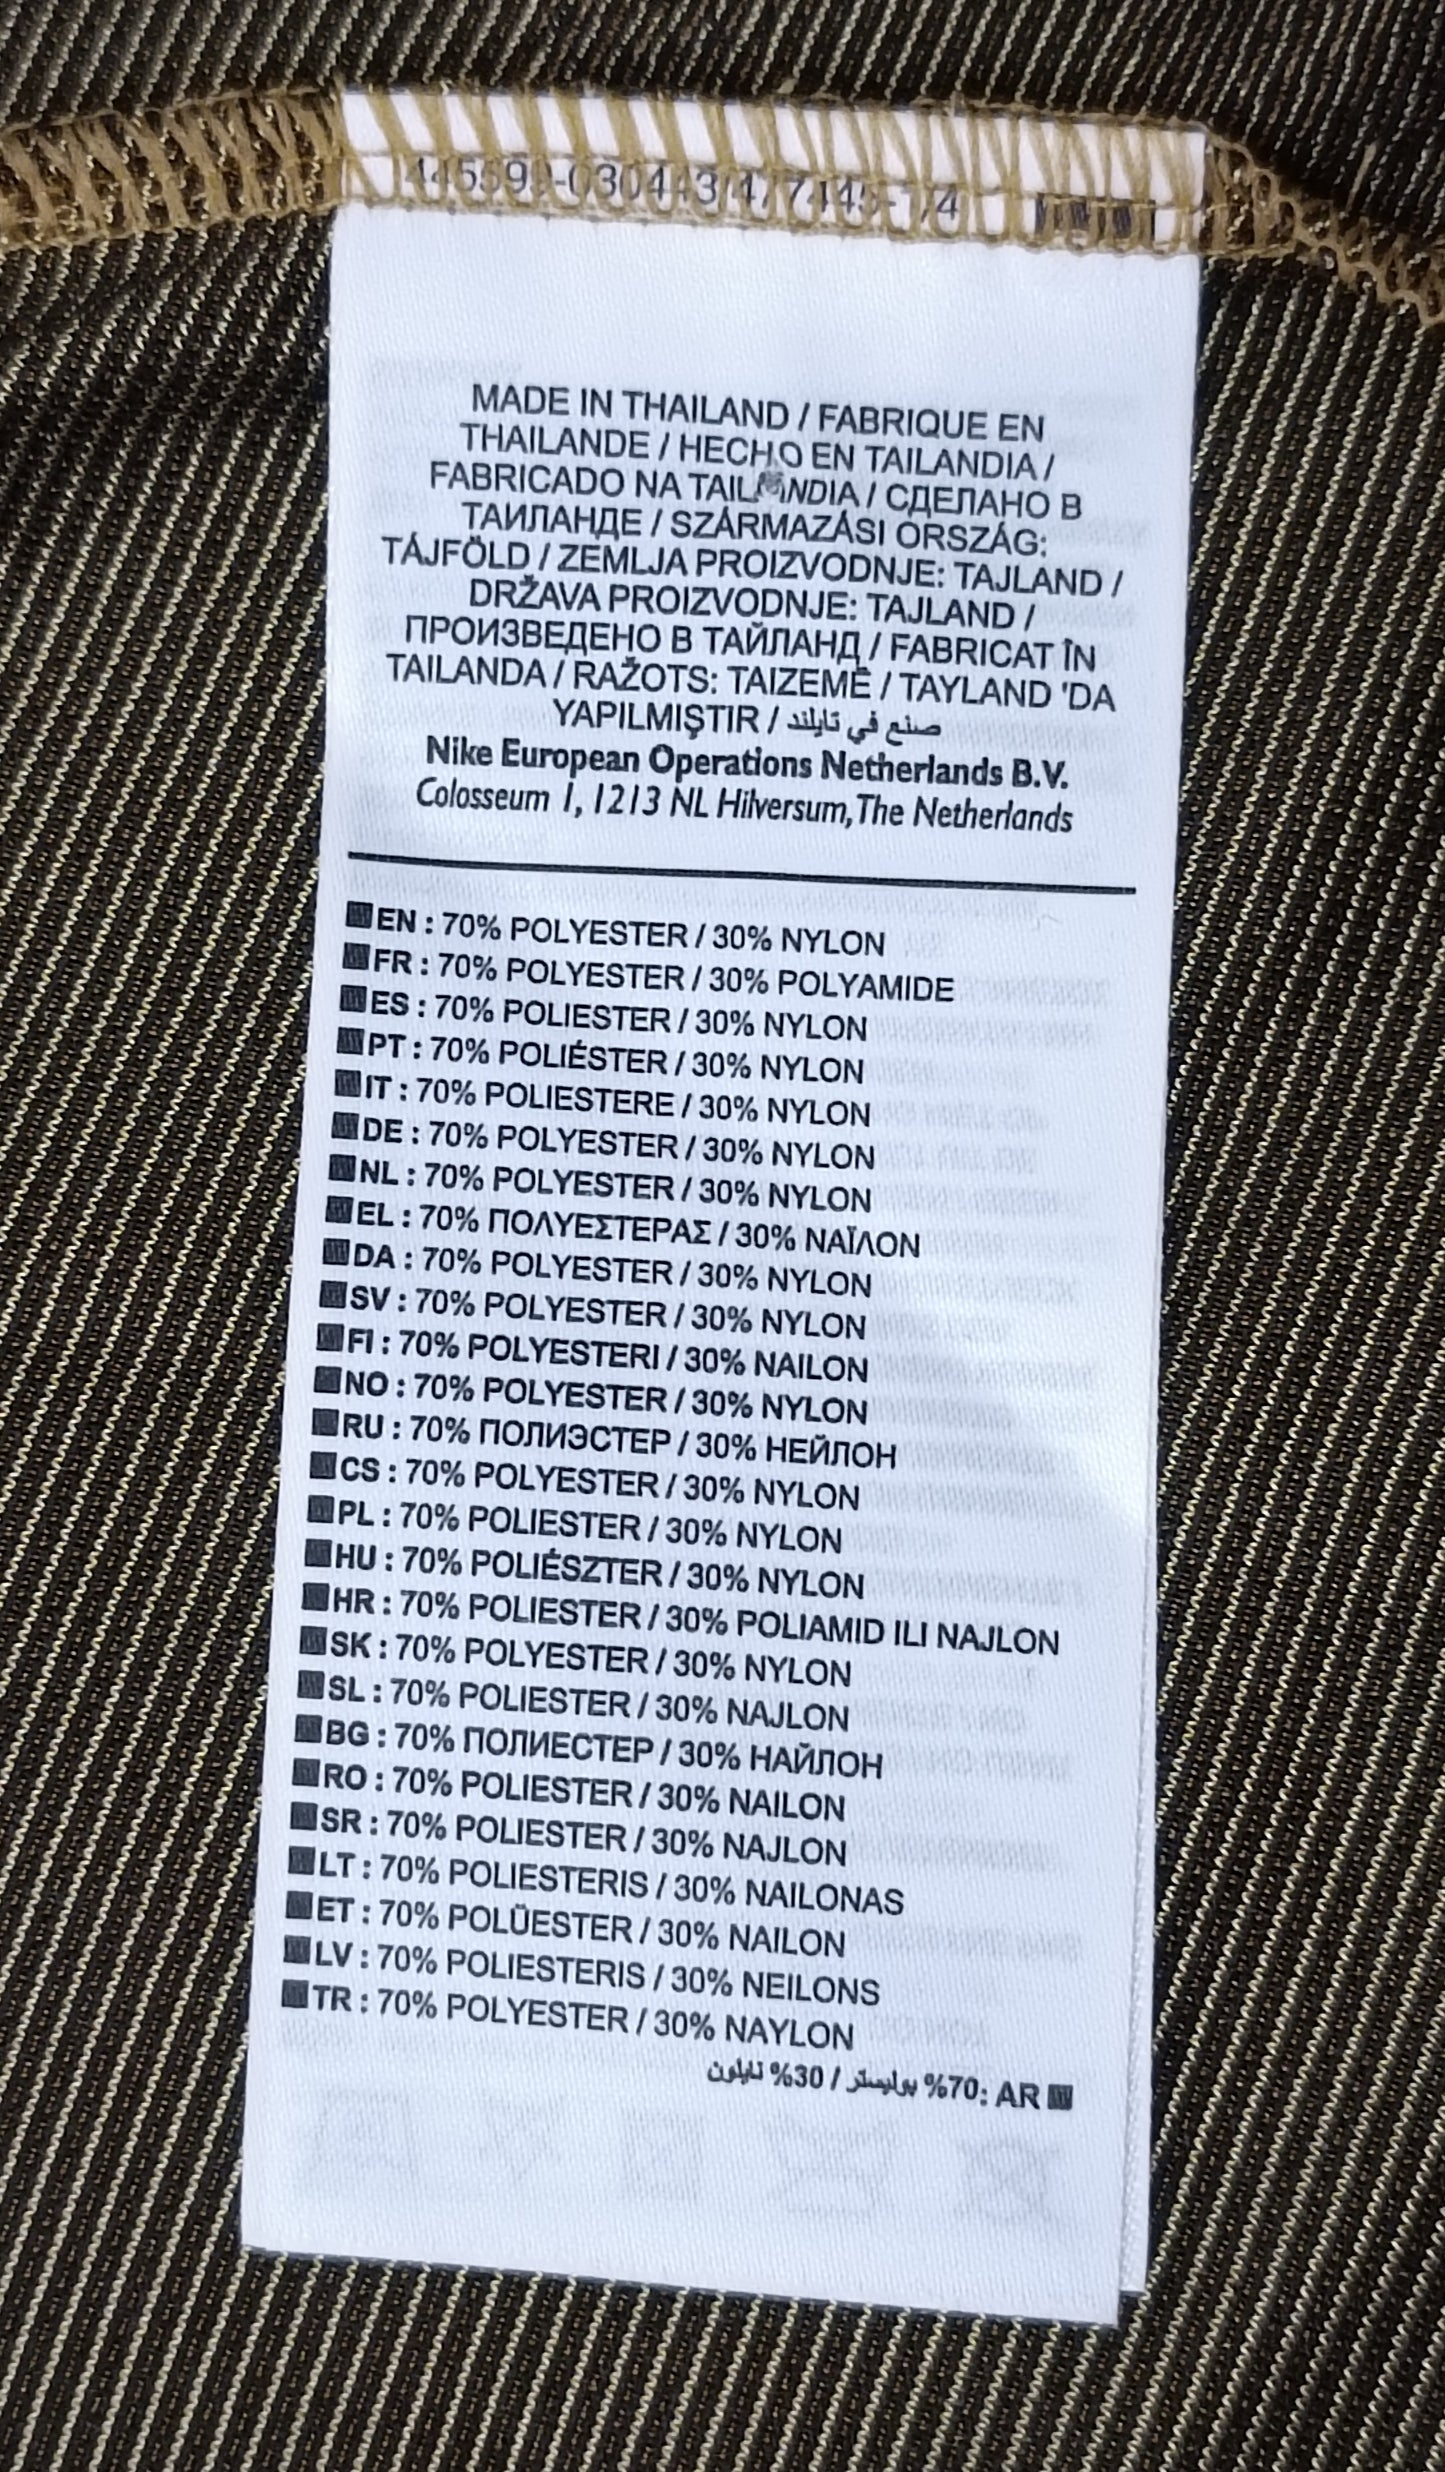 MADE IN THAILAND / FABRIQUE EN
THAILANDE / HECHO EN TAILANDIA /
FABRICADO NA TAILANDIA / СДЕЛАНО В
ТАИЛАНДЕ / SZÁRMAZÁSI ORSZÁG:
TÁJFÖLD / ZEMLJA PROIZVODNJE: TAJLAND /
DRŽAVA PROIZVODNJE: TAJLAND /
ПРОИЗВЕДЕНО В ТАЙЛАНД / FABRICAT ÎN
TAILANDA / RAŽOTS: TAIZEMĒ / TAYLAND 'DA
YAPILMIŞTIR / صنع في تايلند
Nike European Operations Netherlands B.V.
Colosseum 1, 1213 NL Hilversum, The Netherlands
EN : 70% POLYESTER / 30% NYLON
FR : 70% POLYESTER / 30% POLYAMIDE
ES : 70% POLIESTER / 30% NYLON
PT : 70% POLIÉSTER / 30% NYLON
IT : 70% POLIESTERE / 30% NYLON
DE : 70% POLYESTER / 30% NYLON
NL : 70% POLYESTER / 30% NYLON
EL : 70% ΠΟΛΥΕΣΤΕΡΑΣ / 30% ΝΑΪΛΟΝ
DA : 70% POLYESTER / 30% NYLON
SV : 70% POLYESTER / 30% NYLON
FI : 70% POLYESTERI / 30% NAILON
NO : 70% POLYESTER / 30% NYLON
RU : 70% ПОЛИЭСТЕР / 30% НЕЙЛОН
CS : 70% POLYESTER / 30% NYLON
PL : 70% POLIESTER / 30% NYLON
HU : 70% POLIÉSZTER / 30% NYLON
HR : 70% POLIESTER / 30% POLIAMID ILI NAJLON
SK : 70% POLYESTER / 30% NYLON
SL : 70% POLIESTER / 30% NAJLON
BG : 70% ПОЛИЕСТЕР / 30% НАЙЛОН
RO : 70% POLIESTER / 30% NAILON
SR : 70% POLIESTER / 30% NAJLON
LT : 70% POLIESTERIS / 30% NAILONAS
ET : 70% POLÜESTER / 30% NAILON
LV : 70% POLIESTERIS / 30% NEILONS
TR : 70% POLYESTER / 30% NAYLON
AR :70% بوليستر / 30% نايلون